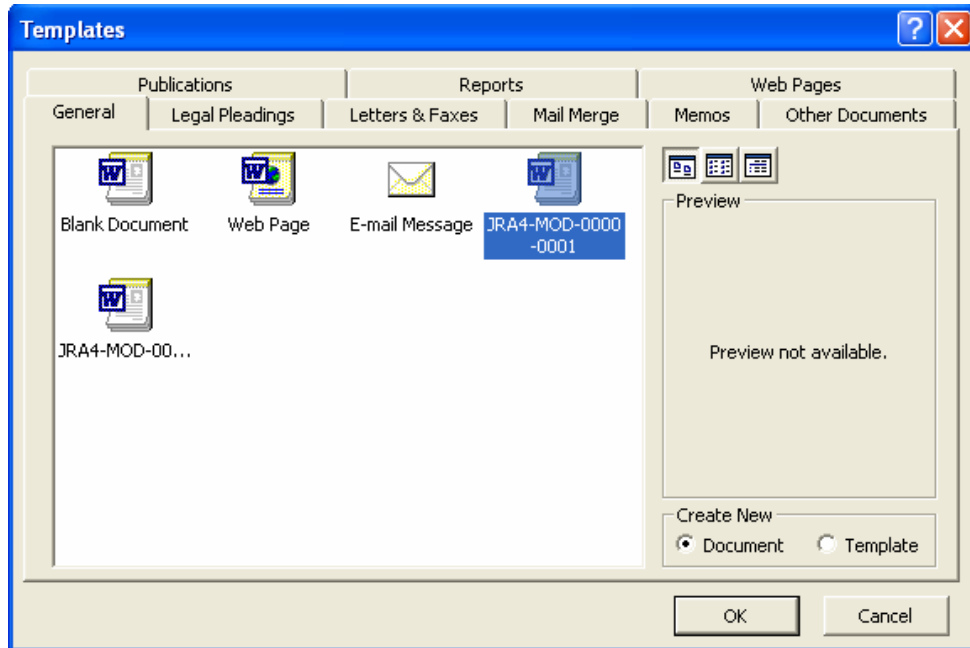 Templates
Publications Reports Web Pages
General Legal Pleadings Letters & Faxes Mail Merge Memos Other Documents
Blank Document Web Page E-mail Message JRA4-MOD-0000
-0001
JRA4-MOD-00...
Preview
Preview not available.
Create New
Document Template
OK Cancel